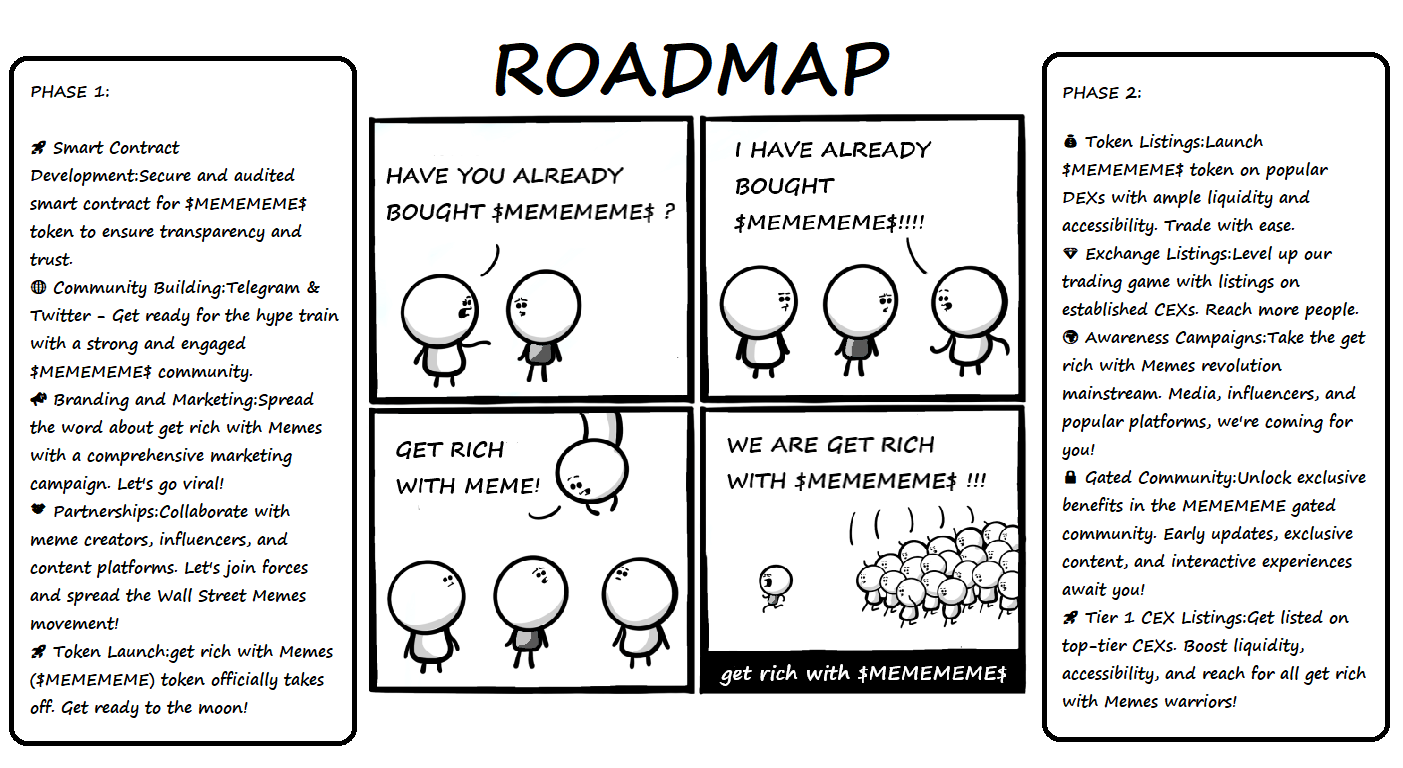 ROADMAP
PHASE 1:
🚀 Smart Contract
Development:Secure and audited
smart contract for $MEMEMEME$
token to ensure transparency and
trust.
🌐 Community Building:Telegram &
Twitter - Get ready for the hype train
with a strong and engaged
$MEMEMEME$ community.
📣 Branding and Marketing:Spread
the word about get rich with Memes
with a comprehensive marketing
campaign. Let's go viral!
🤝 Partnerships:Collaborate with
meme creators, influencers, and
content platforms. Let's join forces
and spread the Wall Street Memes
movement!
🚀 Token Launch:get rich with Memes
($MEMEMEME) token officially takes
off. Get ready to the moon!
HAVE YOU ALREADY
BOUGHT $MEMEMEME$ ?
I HAVE ALREADY
BOUGHT
$MEMEMEME$!!!!
GET RICH
WITH MEME!
WE ARE GET RICH
WITH $MEMEMEME$ !!!
get rich with $MEMEMEME$
PHASE 2:
💰 Token Listings:Launch
$MEMEMEME$ token on popular
DEXs with ample liquidity and
accessibility. Trade with ease.
💎 Exchange Listings:Level up our
trading game with listings on
established CEXs. Reach more people.
🌍 Awareness Campaigns:Take the get
rich with Memes revolution
mainstream. Media, influencers, and
popular platforms, we're coming for
you!
🔒 Gated Community:Unlock exclusive
benefits in the MEMEMEME gated
community. Early updates, exclusive
content, and interactive experiences
await you!
🚀 Tier 1 CEX Listings:Get listed on
top-tier CEXs. Boost liquidity,
accessibility, and reach for all get rich
with Memes warriors!